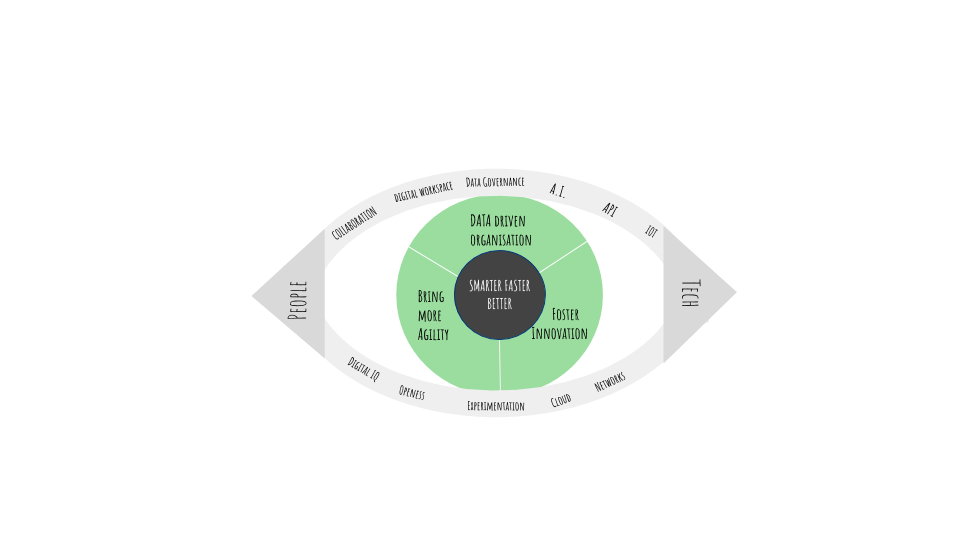 COLLABORATION
DIGITAL WORKSPACE
DATA GOVERNANCE
A.I.
API
IOT
DATA DRIVEN
ORGANISATION
SMARTER FASTER
BETTER
BRING
MORE
AGILITY
FOSTER
INNOVATION
PEOPLE
TECH
DIGITAL IQ
OPENESS
EXPERIMENTATION
CLOUD
NETWORKS